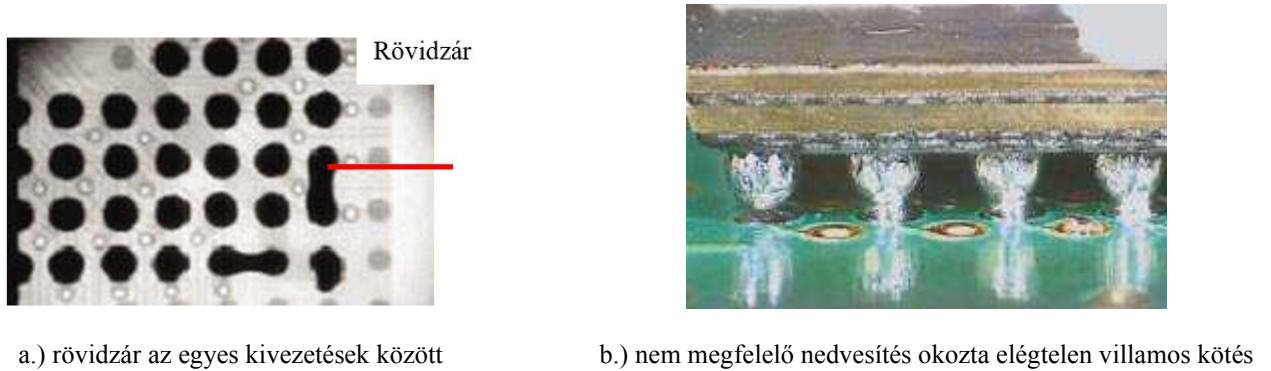 Rövidzár
a.) rövidzár az egyes kivezetések között
b.) nem megfelelő nedvesítés okozta elégtelen villamos kötés